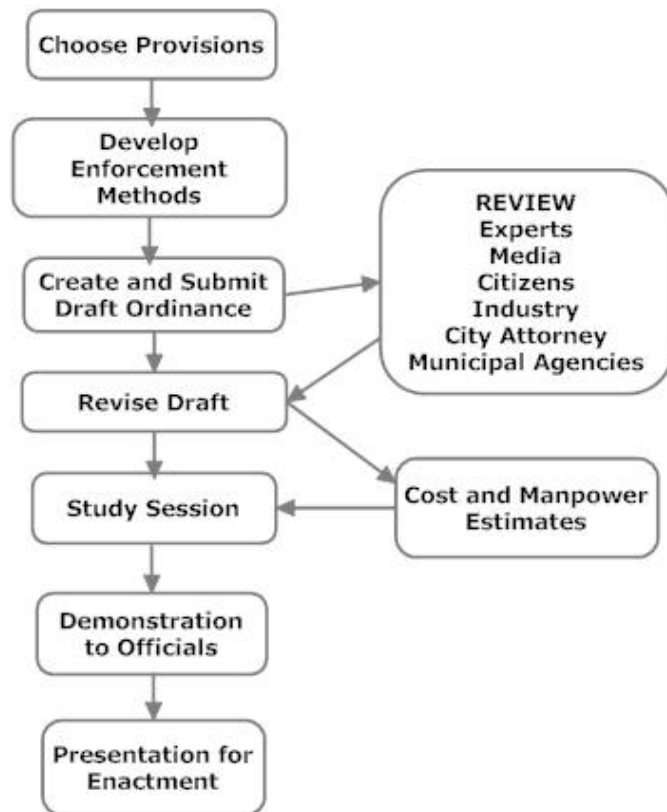 Choose Provisions
Develop
Enforcement
Methods
Create and Submit
Draft Ordinance
REVIEW
Experts
Media
Citizens
Industry
City Attorney
Municipal Agencies
Revise Draft
Cost and Manpower
Estimates
Study Session
Demonstration
to Officials
Presentation for
Enactment